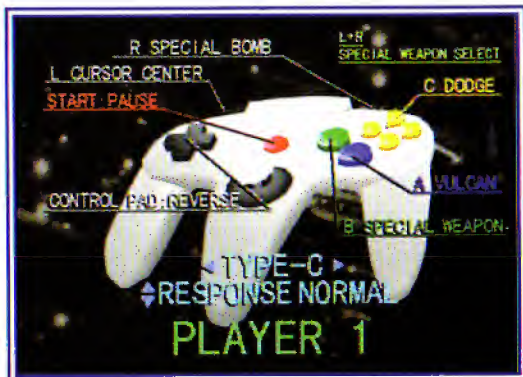 R SPECIAL BOMB
L+R
SPECIAL WEAPON SELECT
L CURSOR CENTER
C DODGE
START:PAUSE
A VULCAN
CONTROL PAD:REVERSE
B SPECIAL WEAPON
TYPE-C
RESPONSE NORMAL
PLAYER 1